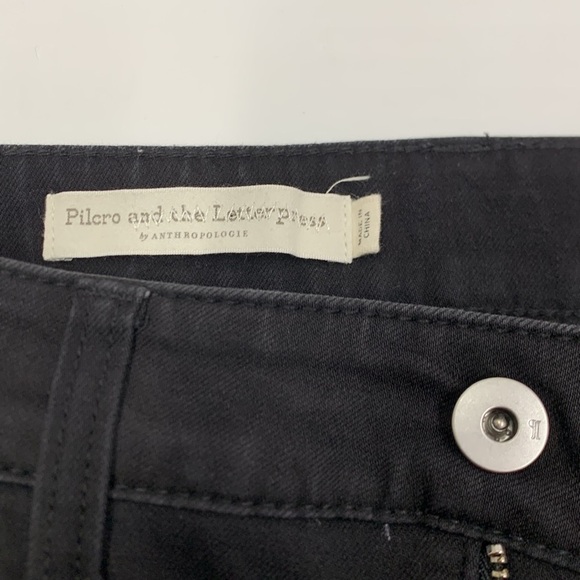 Pilcro and the Letterpress
by ANTHROPOLOGIE
MADE IN
CHINA
¶